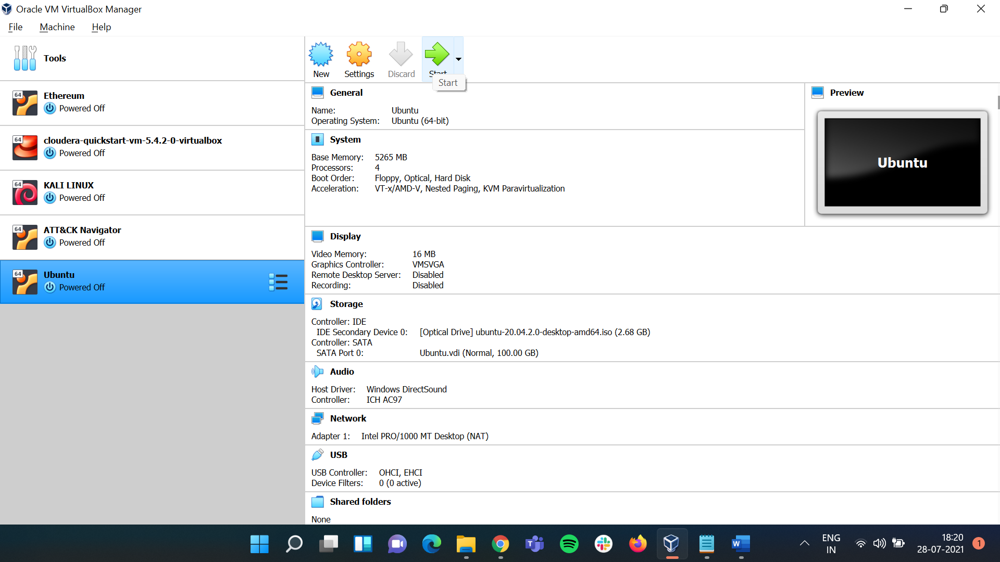 Oracle VM VirtualBox Manager
File Machine Help
Tools
New Settings Discard Start
Start
64 Ethereum
Powered Off
64 cloudera-quickstart-vm-5.4.2-0-virtualbox
Powered Off
64 KALI LINUX
Powered Off
64 ATT&CK Navigator
Powered Off
64 Ubuntu
Powered Off
General
Name: Ubuntu
Operating System: Ubuntu (64-bit)
System
Base Memory: 5265 MB
Processors: 4
Boot Order: Floppy, Optical, Hard Disk
Acceleration: VT-x/AMD-V, Nested Paging, KVM Paravirtualization
Preview
Ubuntu
Display
Video Memory: 16 MB
Graphics Controller: VMSVGA
Remote Desktop Server: Disabled
Recording: Disabled
Storage
Controller: IDE
IDE Secondary Device 0: [Optical Drive] ubuntu-20.04.2.0-desktop-amd64.iso (2.68 GB)
Controller: SATA
SATA Port 0: Ubuntu.vdi (Normal, 100.00 GB)
Audio
Host Driver: Windows DirectSound
Controller: ICH AC97
Network
Adapter 1: Intel PRO/1000 MT Desktop (NAT)
USB
USB Controller: OHCI, EHCI
Device Filters: 0 (0 active)
Shared folders
None
ENG
IN
18:20
28-07-2021
1